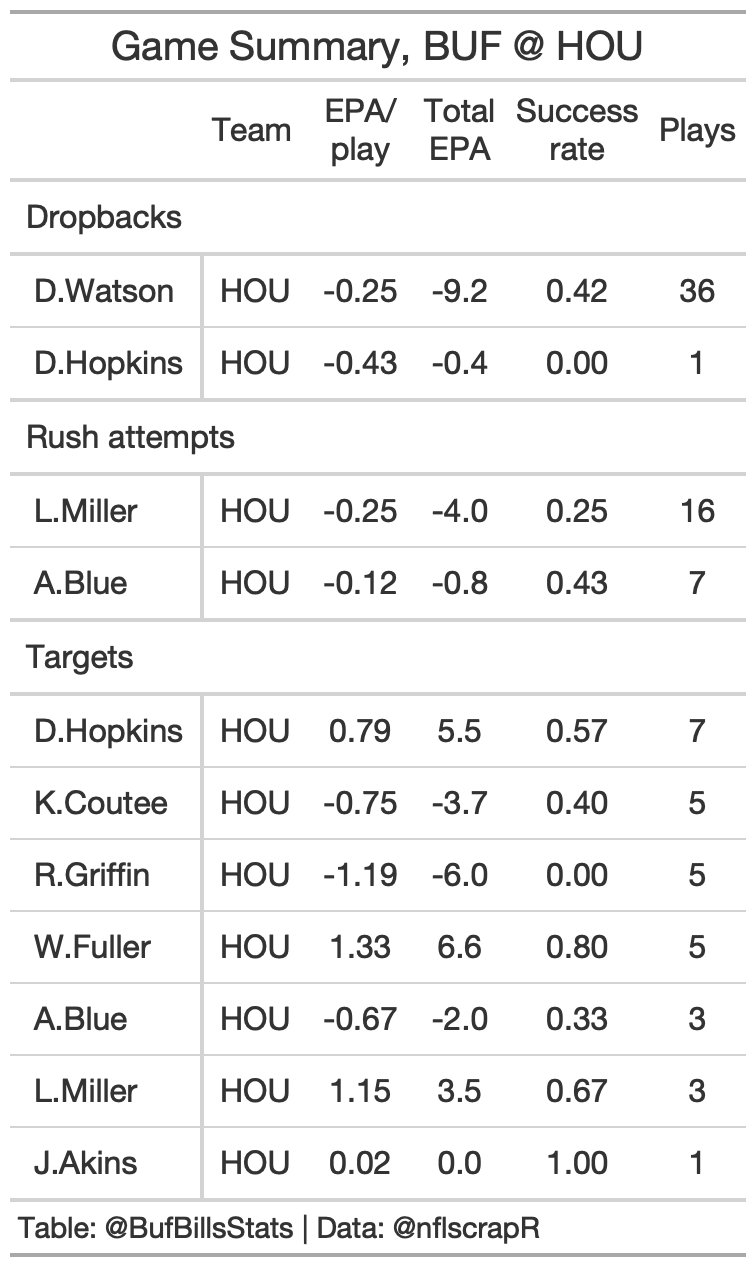 Game Summary, BUF @ HOU
Team EPA/play Total EPA Success rate Plays
Dropbacks
D.Watson HOU -0.25 -9.2 0.42 36
D.Hopkins HOU -0.43 -0.4 0.00 1
Rush attempts
L.Miller HOU -0.25 -4.0 0.25 16
A.Blue HOU -0.12 -0.8 0.43 7
Targets
D.Hopkins HOU 0.79 5.5 0.57 7
K.Coutee HOU -0.75 -3.7 0.40 5
R.Griffin HOU -1.19 -6.0 0.00 5
W.Fuller HOU 1.33 6.6 0.80 5
A.Blue HOU -0.67 -2.0 0.33 3
L.Miller HOU 1.15 3.5 0.67 3
J.Akins HOU 0.02 0.0 1.00 1
Table: @BufBillsStats | Data: @nflscrapR